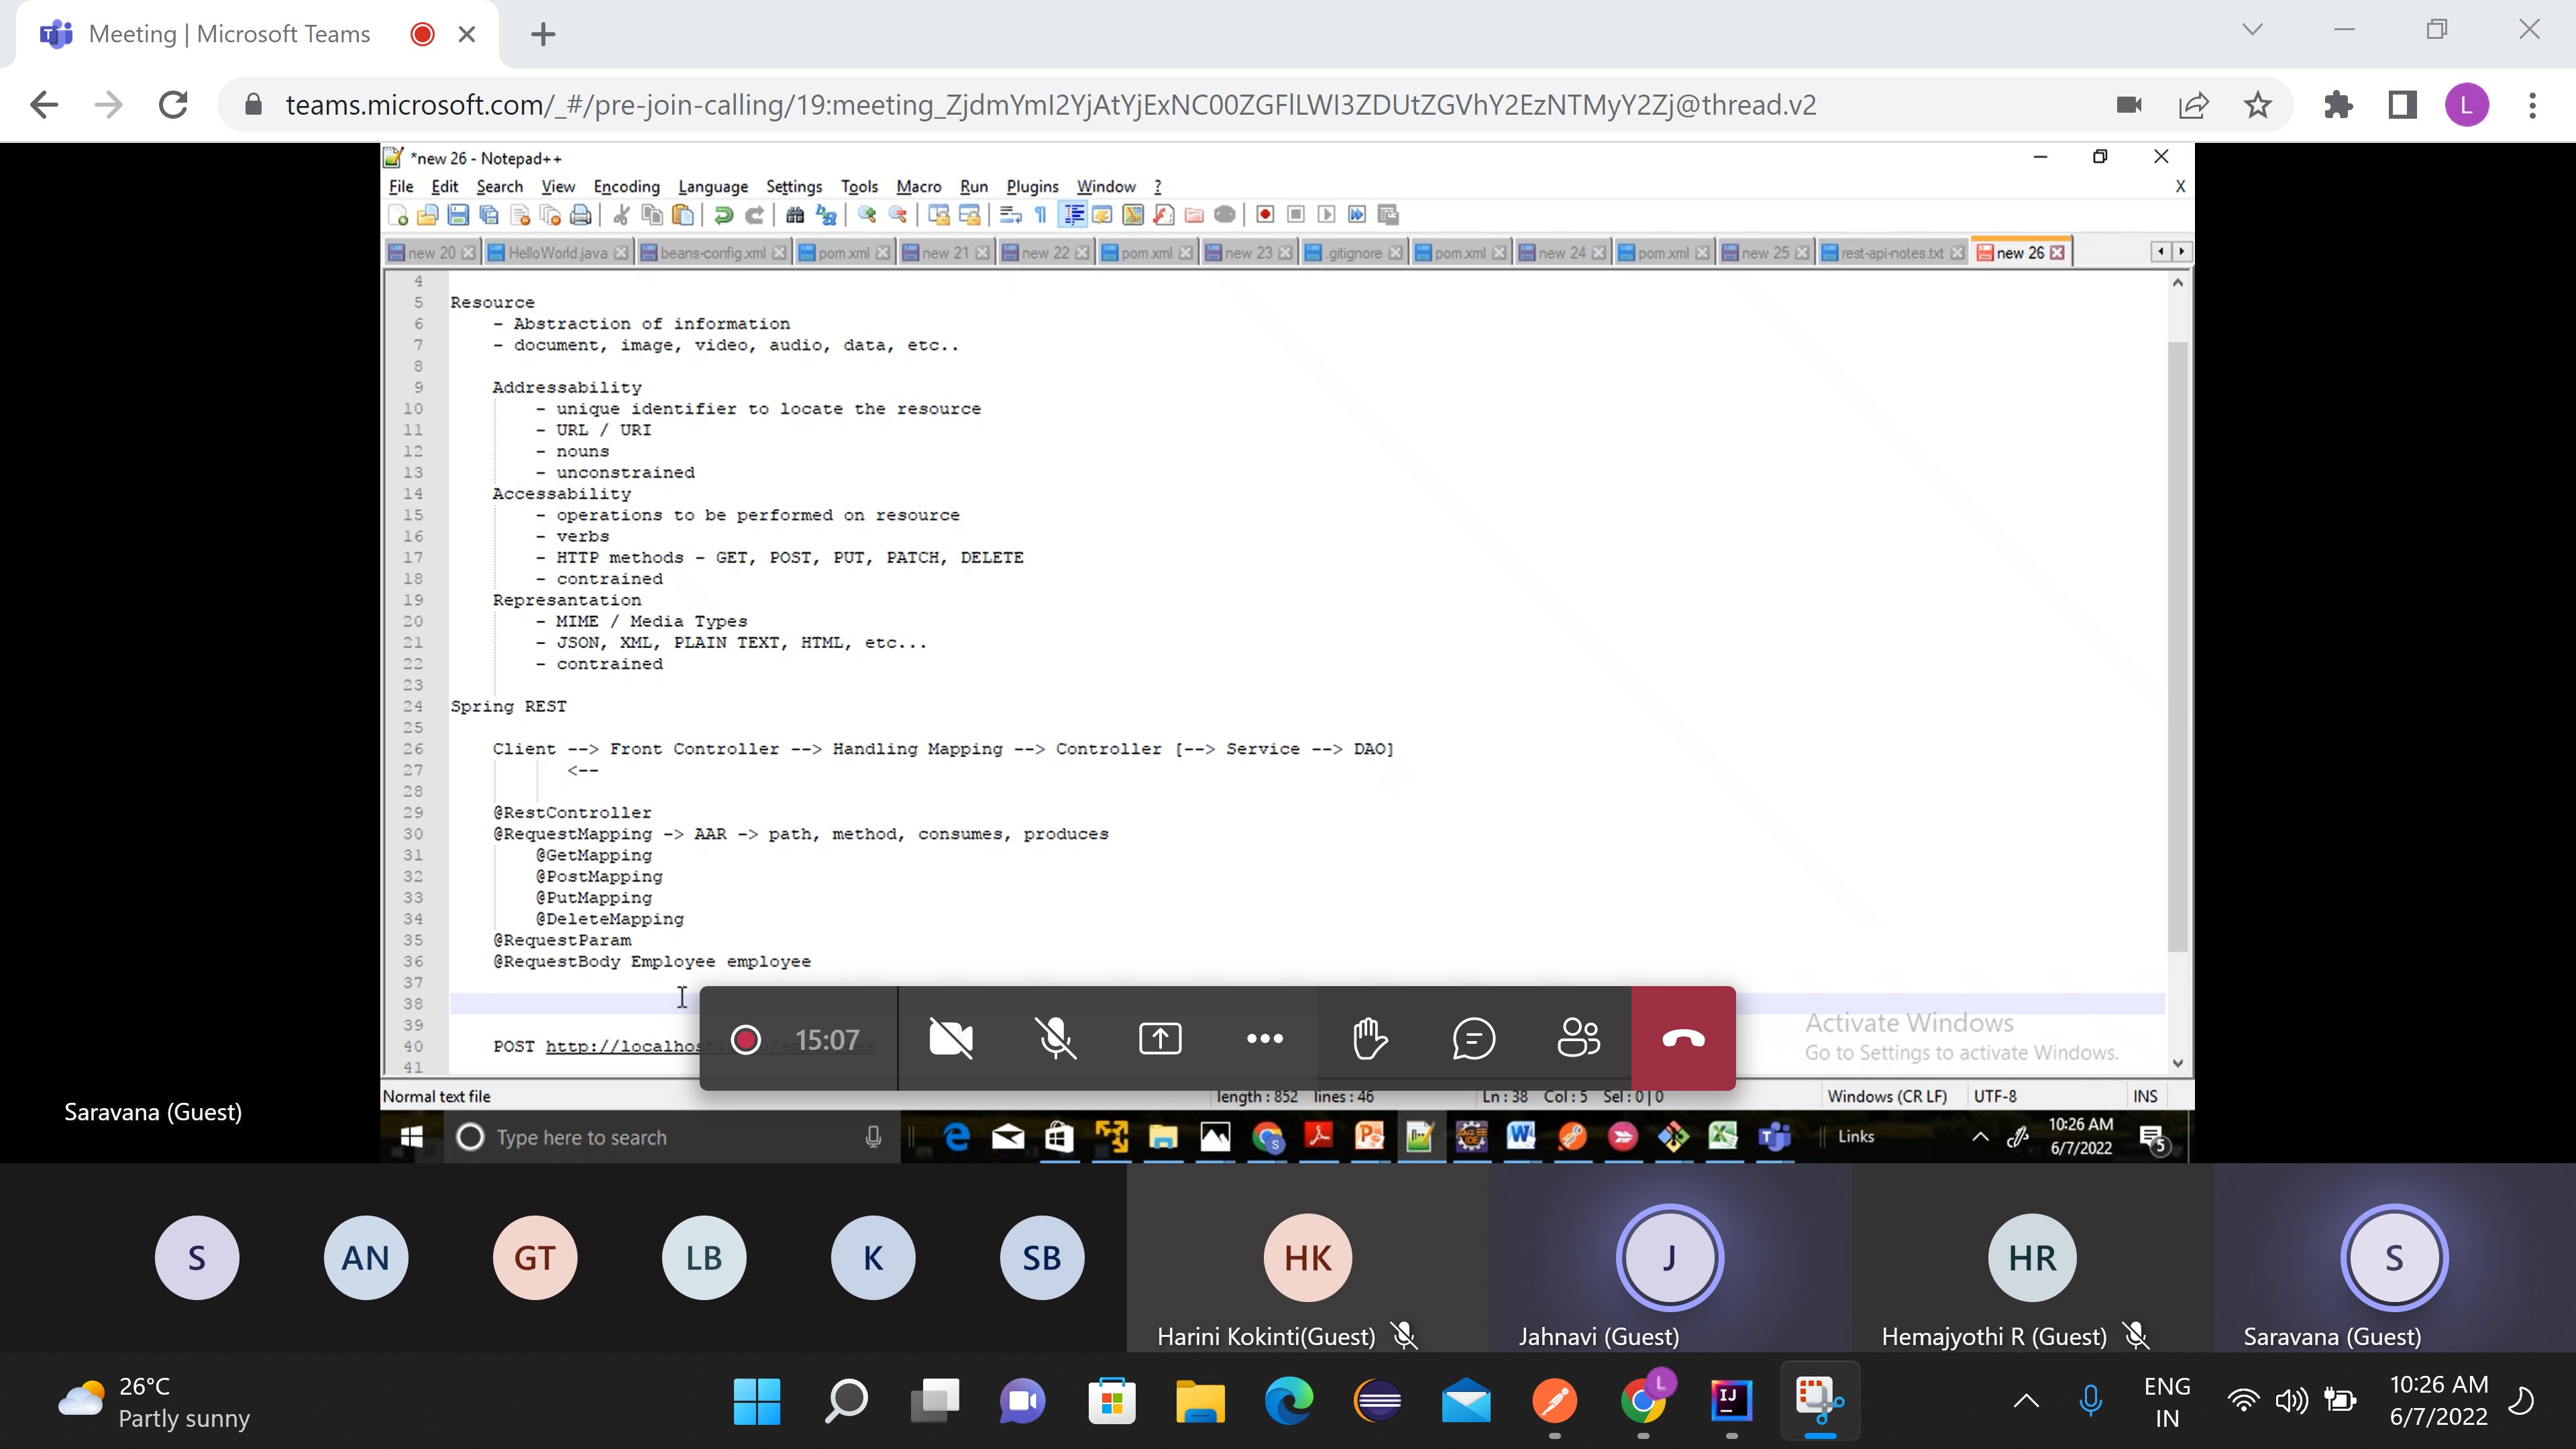 Meeting | Microsoft Teams
teams.microsoft.com/_#/pre-join-calling/19:meeting_ZjdmYmI2YjAtYjExNC00ZGFlLWI3ZDUtZGVhY2EzNTMyY2Zj@thread.v2
L
*new 26 - Notepad++
File Edit Search View Encoding Language Settings Tools Macro Run Plugins Window ?
X
new 20 HelloWorld.java beans-config.xml pom.xml new 21 new 22 pom.xml new 23 .gitignore pom.xml new 24 pom.xml new 25 rest-api-notes.txt new 26
4
5 Resource
6 - Abstraction of information
7 - document, image, video, audio, data, etc..
8
9 Addressability
10 - unique identifier to locate the resource
11 - URL / URI
12 - nouns
13 - unconstrained
14 Accessability
15 - operations to be performed on resource
16 - verbs
17 - HTTP methods - GET, POST, PUT, PATCH, DELETE
18 - contrained
19 Represantation
20 - MIME / Media Types
21 - JSON, XML, PLAIN TEXT, HTML, etc...
22 - contrained
23
24 Spring REST
25
26 Client --> Front Controller --> Handling Mapping --> Controller [--> Service --> DAO]
27 <--
28
29 @RestController
30 @RequestMapping -> AAR -> path, method, consumes, produces
31 @GetMapping
32 @PostMapping
33 @PutMapping
34 @DeleteMapping
35 @RequestParam
36 @RequestBody Employee employee
37
38
39
40 POST http://localhos
41
15:07
Activate Windows
Go to Settings to activate Windows.
Normal text file length : 852 lines : 46 Ln : 38 Col : 5 Sel : 0 | 0 Windows (CR LF) UTF-8 INS
Saravana (Guest)
Type here to search
Links
10:26 AM
6/7/2022
5
S AN GT LB K SB HK J HR S
Harini Kokinti(Guest) Jahnavi (Guest) Hemajyothi R (Guest) Saravana (Guest)
26°C
Partly sunny
L
IJ
ENG
IN
10:26 AM
6/7/2022